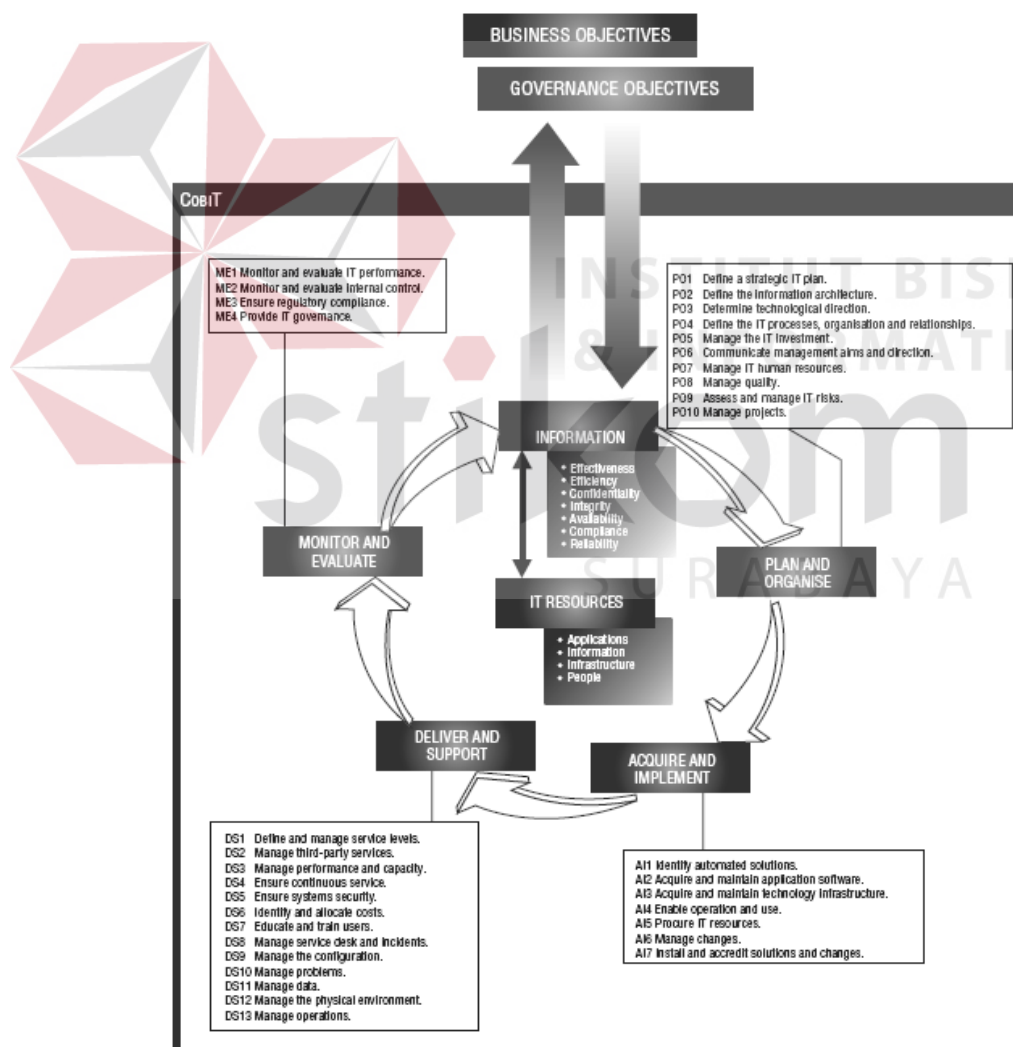 BUSINESS OBJECTIVES
GOVERNANCE OBJECTIVES
COBIT
ME1 Monitor and evaluate IT performance.
ME2 Monitor and evaluate internal control.
ME3 Ensure regulatory compliance.
ME4 Provide IT governance.
PO1 Define a strategic IT plan.
PO2 Define the information architecture.
PO3 Determine technological direction.
PO4 Define the IT processes, organisation and relationships.
PO5 Manage the IT investment.
PO6 Communicate management aims and direction.
PO7 Manage IT human resources.
PO8 Manage quality.
PO9 Assess and manage IT risks.
PO10 Manage projects.
INSTITUT BISI
& INFORMATI
stikom
SURABAYA
INFORMATION
• Effectiveness
• Efficiency
• Confidentiality
• Integrity
• Availability
• Compliance
• Reliability
MONITOR AND
EVALUATE
PLAN AND
ORGANISE
IT RESOURCES
• Applications
• Information
• Infrastructure
• People
DELIVER AND
SUPPORT
ACQUIRE AND
IMPLEMENT
DS1 Define and manage service levels.
DS2 Manage third-party services.
DS3 Manage performance and capacity.
DS4 Ensure continuous service.
DS5 Ensure systems security.
DS6 Identify and allocate costs.
DS7 Educate and train users.
DS8 Manage service desk and incidents.
DS9 Manage the configuration.
DS10 Manage problems.
DS11 Manage data.
DS12 Manage the physical environment.
DS13 Manage operations.
AI1 Identify automated solutions.
AI2 Acquire and maintain application software.
AI3 Acquire and maintain technology infrastructure.
AI4 Enable operation and use.
AI5 Procure IT resources.
AI6 Manage changes.
AI7 Install and accredit solutions and changes.